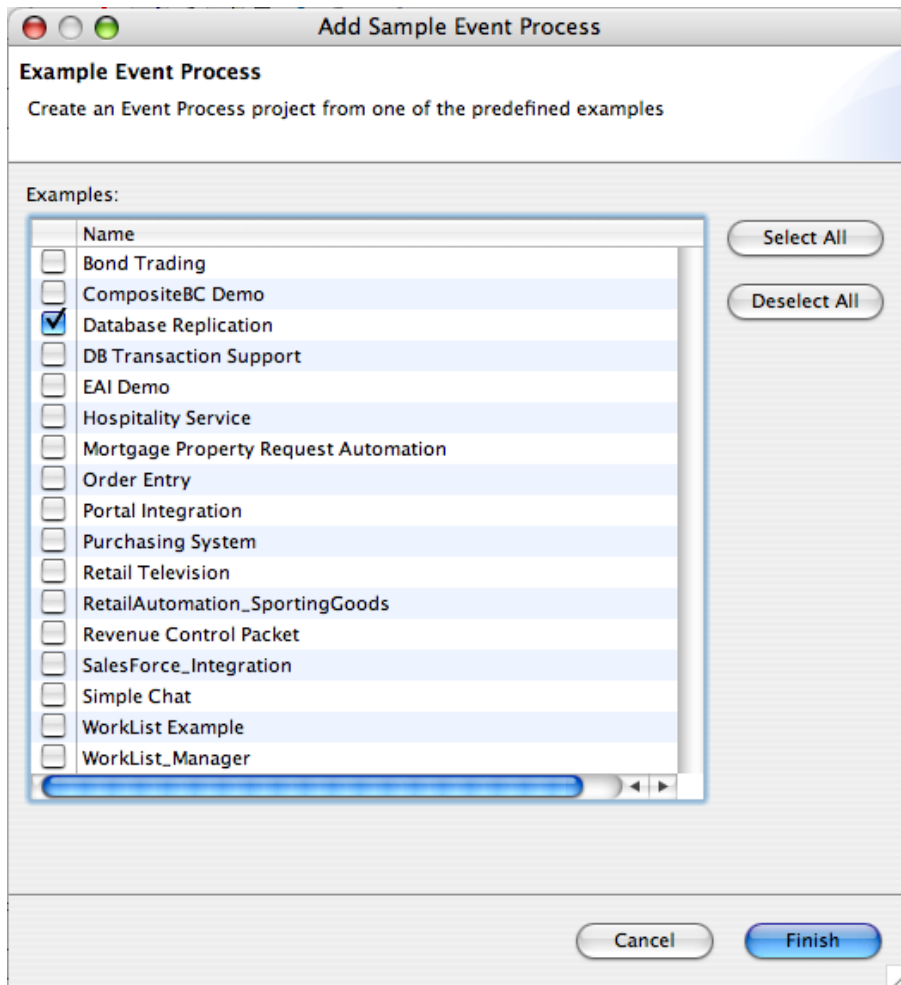 Add Sample Event Process
Example Event Process
Create an Event Process project from one of the predefined examples
Examples:
Name
Select All
Bond Trading
CompositeBC Demo
Deselect All
Database Replication
DB Transaction Support
EAI Demo
Hospitality Service
Mortgage Property Request Automation
Order Entry
Portal Integration
Purchasing System
Retail Television
RetailAutomation_SportingGoods
Revenue Control Packet
SalesForce_Integration
Simple Chat
WorkList Example
WorkList_Manager
Cancel
Finish